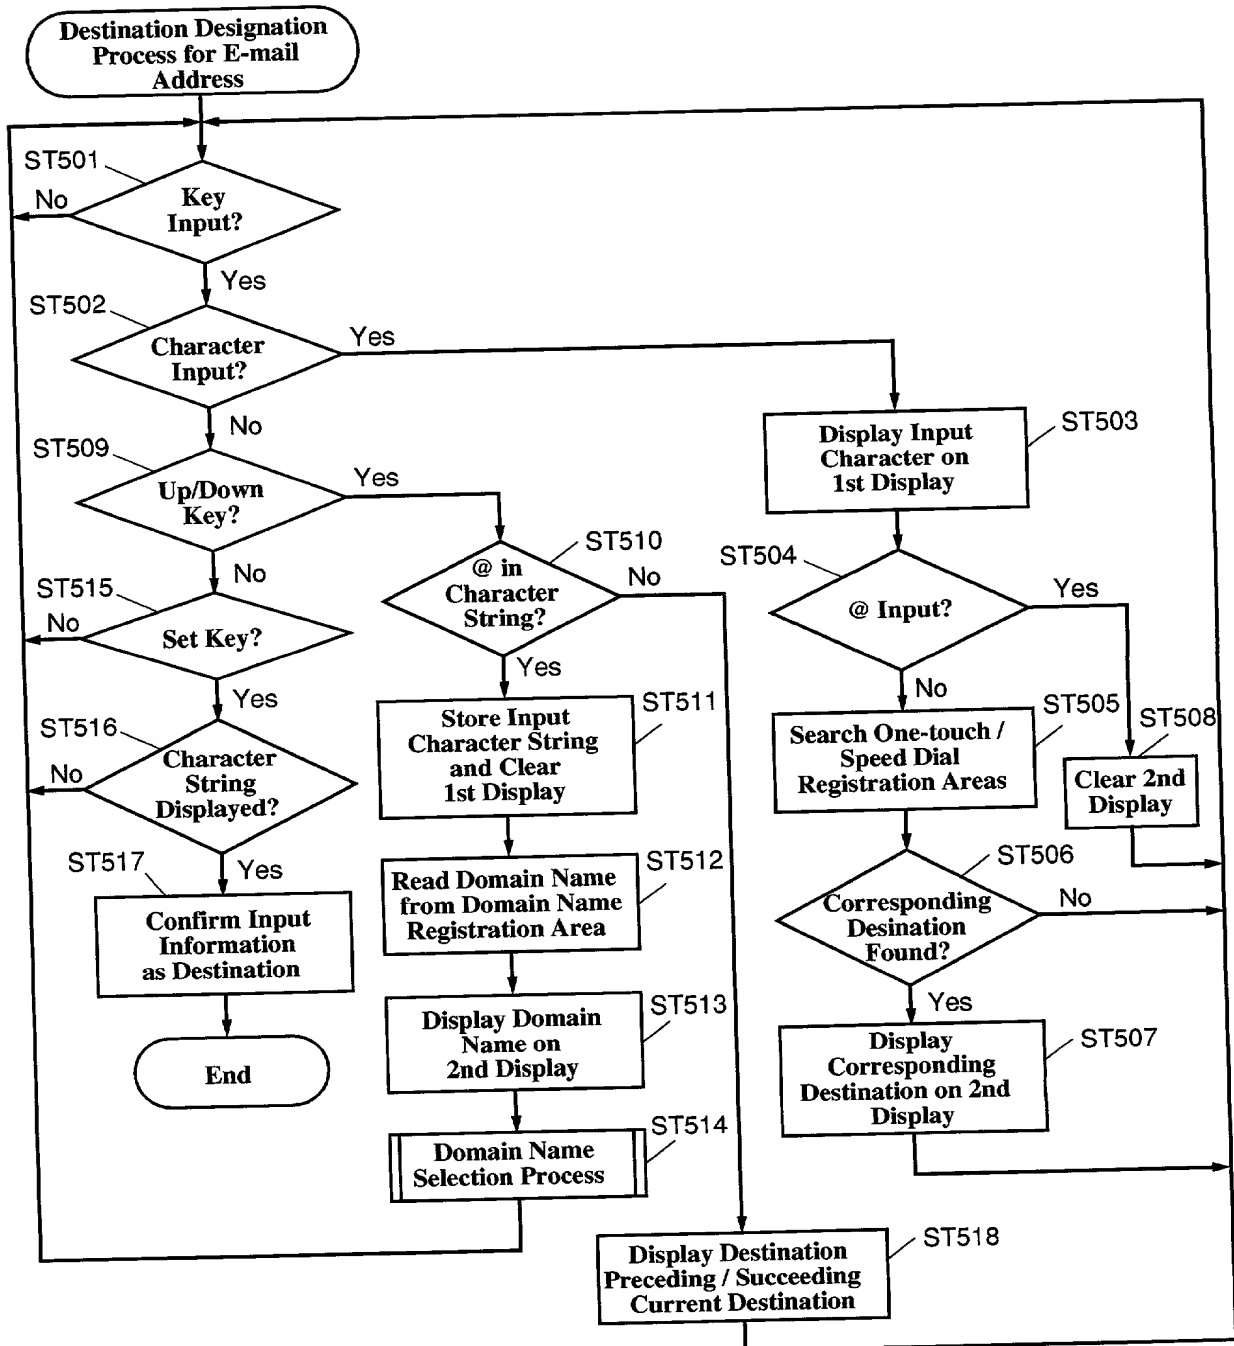 Destination Designation
Process for E-mail
Address
ST501
No
Key
Input?
Yes
ST502
Character
Input?
Yes
No
ST503
Display Input
Character on
1st Display
ST509
Up/Down
Key?
Yes
No
ST510
@ in
Character
String?
No
Yes
ST504
@ Input?
Yes
No
ST515
No
Set Key?
Yes
ST511
Store Input
Character String
and Clear
1st Display
ST505
Search One-touch /
Speed Dial
Registration Areas
ST508
Clear 2nd
Display
ST516
No
Character
String
Displayed?
Yes
ST512
Read Domain Name
from Domain Name
Registration Area
ST506
Corresponding
Desination
Found?
No
Yes
ST517
Confirm Input
Information
as Destination
End
ST513
Display Domain
Name on
2nd Display
ST507
Display
Corresponding
Destination on 2nd
Display
ST514
Domain Name
Selection Process
ST518
Display Destination
Preceding / Succeeding
Current Destination